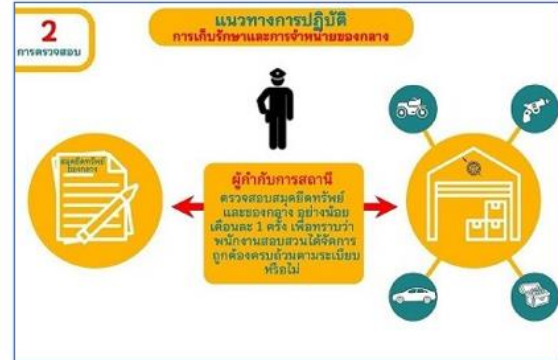 2
การตรวจสอบ
แนวทางการปฏิบัติ
การเก็บรักษาและการจำหน่ายของกลาง
สมุดยึดทรัพย์
ของกลาง
ผู้กำกับการสถานี
ตรวจสอบสมุดยึดทรัพย์
และของกลาง อย่างน้อย
เดือนละ 1 ครั้ง เพื่อทราบว่า
พนักงานสอบสวนได้จัดการ
ถูกต้องครบถ้วนตามระเบียบ
หรือไม่